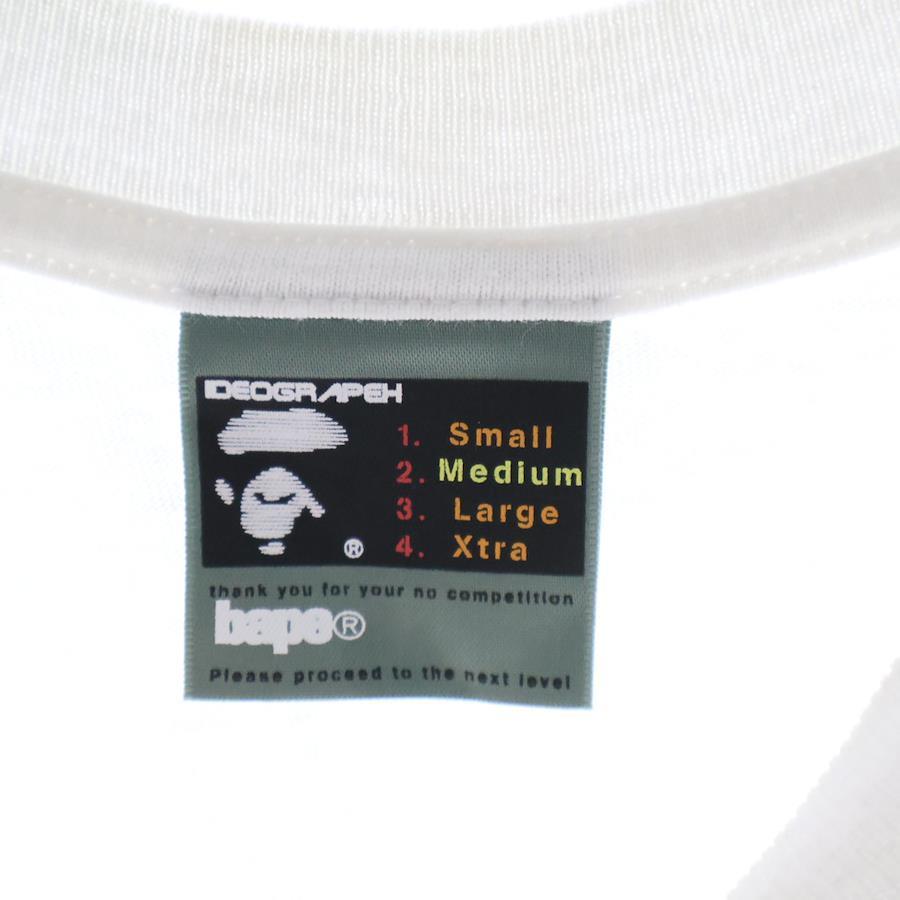 IDEOGRAPEH
1. Small
2. Medium
3. Large
4. Xtra
®
thank you for your no competition
bape®
Please proceed to the next level